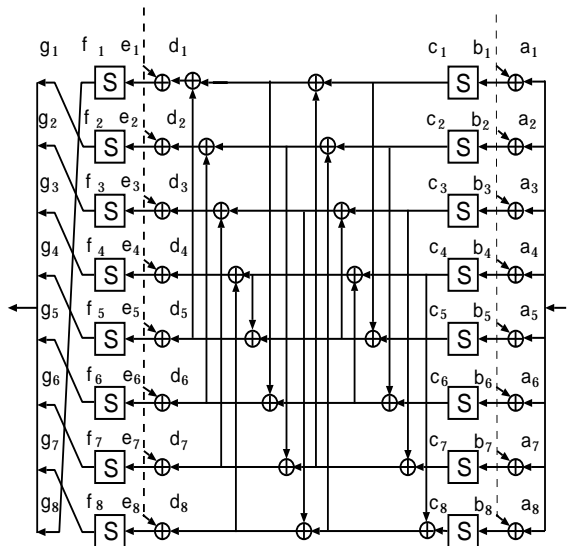 g₁ f₁ e₁ d₁ c₁ b₁ a₁
S S
g₂ f₂ e₂ d₂ c₂ b₂ a₂
S S
g₃ f₃ e₃ d₃ c₃ b₃ a₃
S S
g₄ f₄ e₄ d₄ c₄ b₄ a₄
S S
g₅ f₅ e₅ d₅ c₅ b₅ a₅
S S
g₆ f₆ e₆ d₆ c₆ b₆ a₆
S S
g₇ f₇ e₇ d₇ c₇ b₇ a₇
S S
g₈ f₈ e₈ d₈ c₈ b₈ a₈
S S